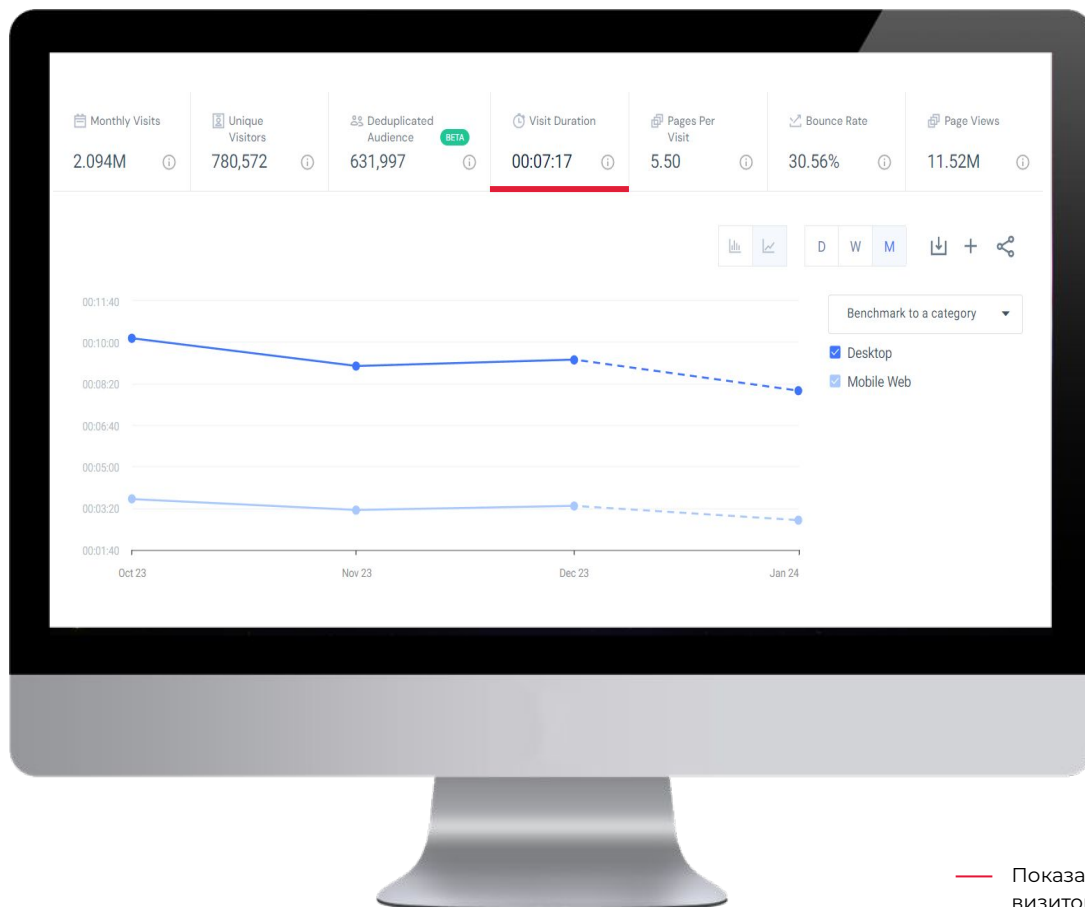 Monthly Visits
2.094M
Unique
Visitors
780,572
Deduplicated
Audience
BETA
631,997
Visit Duration
00:07:17
Pages Per
Visit
5.50
Bounce Rate
30.56%
Page Views
11.52M
D W M
00:11:40
00:10:00
00:08:20
00:06:40
00:05:00
00:03:20
00:01:40
Oct 23
Nov 23
Dec 23
Jan 24
Benchmark to a category
Desktop
Mobile Web